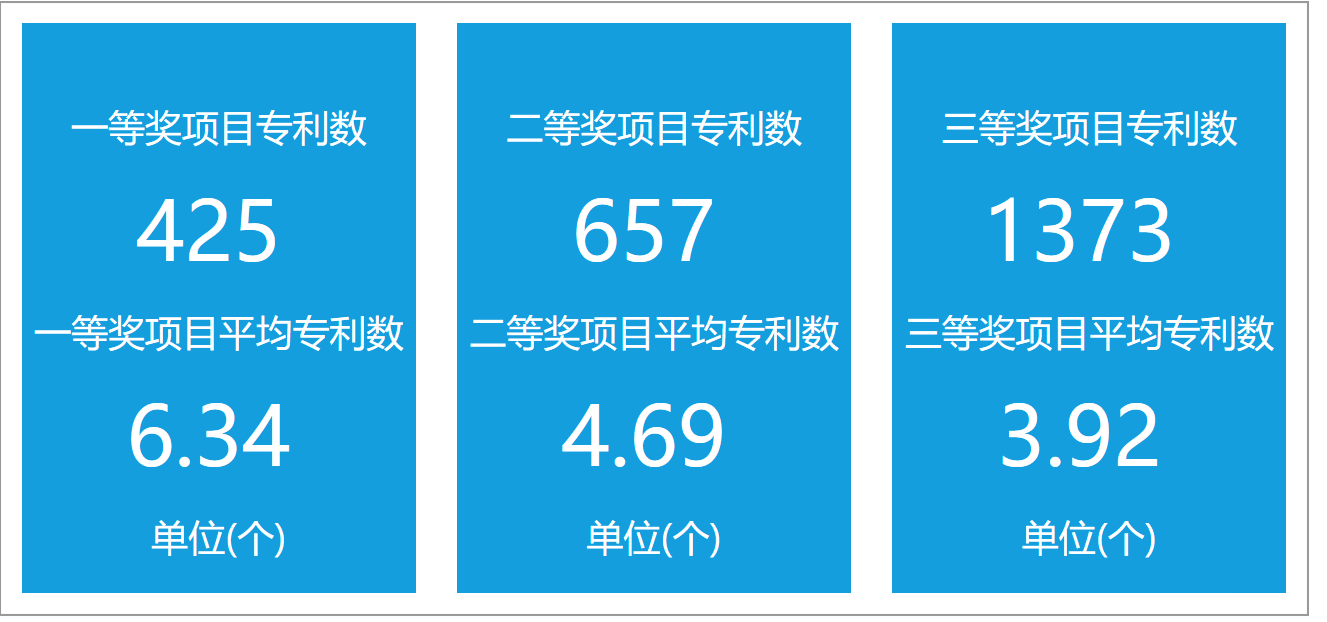 一等奖项目专利数
425
一等奖项目平均专利数
6.34
单位(个)
二等奖项目专利数
657
二等奖项目平均专利数
4.69
单位(个)
三等奖项目专利数
1373
三等奖项目平均专利数
3.92
单位(个)